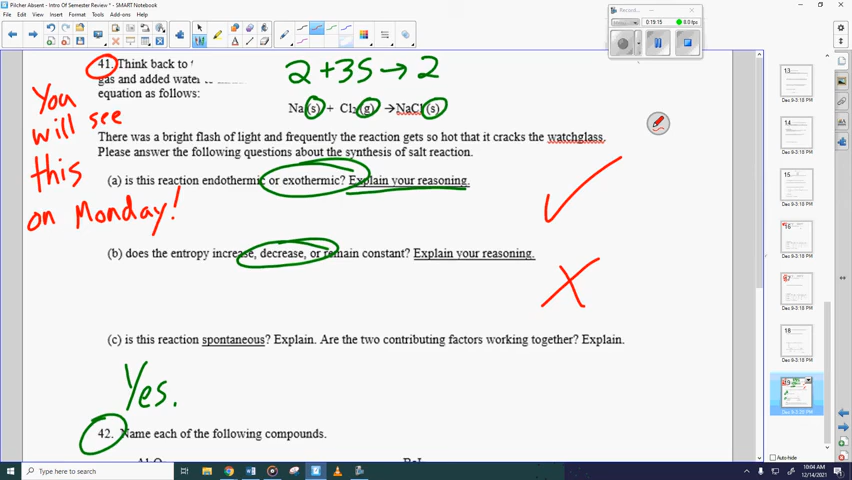 Pilcher Absent - Intro Of Semester Review * - SMART Notebook
File Edit View Insert Format Tools Add-ons Help
Record...
19:15
0.0 fps
41. Think back to t
gas and added water
equation as follows:
2 + 35 → 2
Na (s) + Cl2 (g) → NaCl (s)
There was a bright flash of light and frequently the reaction gets so hot that it cracks the watchglass.
Please answer the following questions about the synthesis of salt reaction.
(a) is this reaction endothermic or exothermic? Explain your reasoning.
You
will see
this
on Monday!
(b) does the entropy increase, decrease, or remain constant? Explain your reasoning.
(c) is this reaction spontaneous? Explain. Are the two contributing factors working together? Explain.
Yes.
42. Name each of the following compounds.
13
Dec 9-3:18 PM
14
Dec 9-3:18 PM
15
Dec 9-3:18 PM
16
Dec 9-3:18 PM
Dec 9-3:18 PM
18
Dec 9-3:18 PM
Auto-hide
Type here to search
10:04 AM
12/14/2021